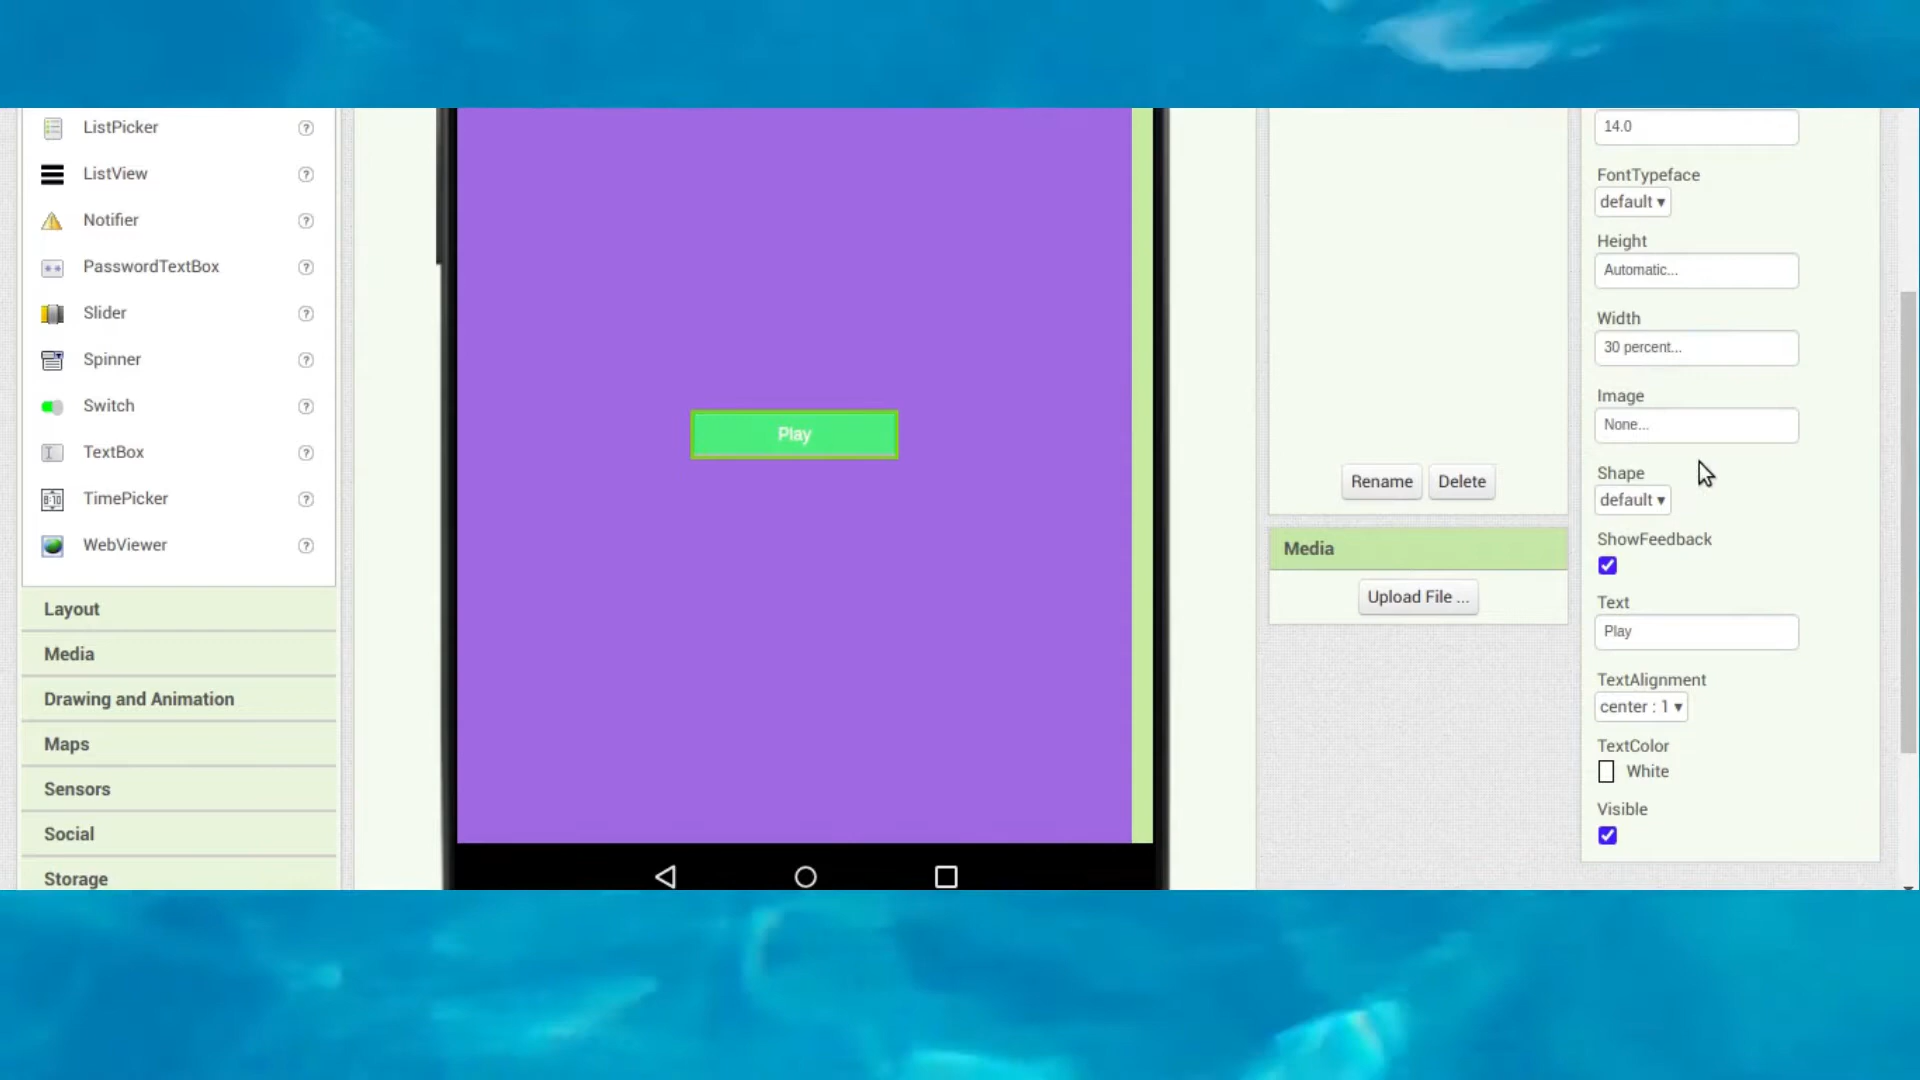 ListPicker
ListView
Notifier
PasswordTextBox
Slider
Spinner
Switch
TextBox
TimePicker
WebViewer
Layout
Media
Drawing and Animation
Maps
Sensors
Social
Storage
Play
Rename
Delete
Media
Upload File ...
14.0
FontTypeface
default
Height
Automatic...
Width
30 percent...
Image
None...
Shape
default
ShowFeedback
Text
Play
TextAlignment
center : 1
TextColor
White
Visible